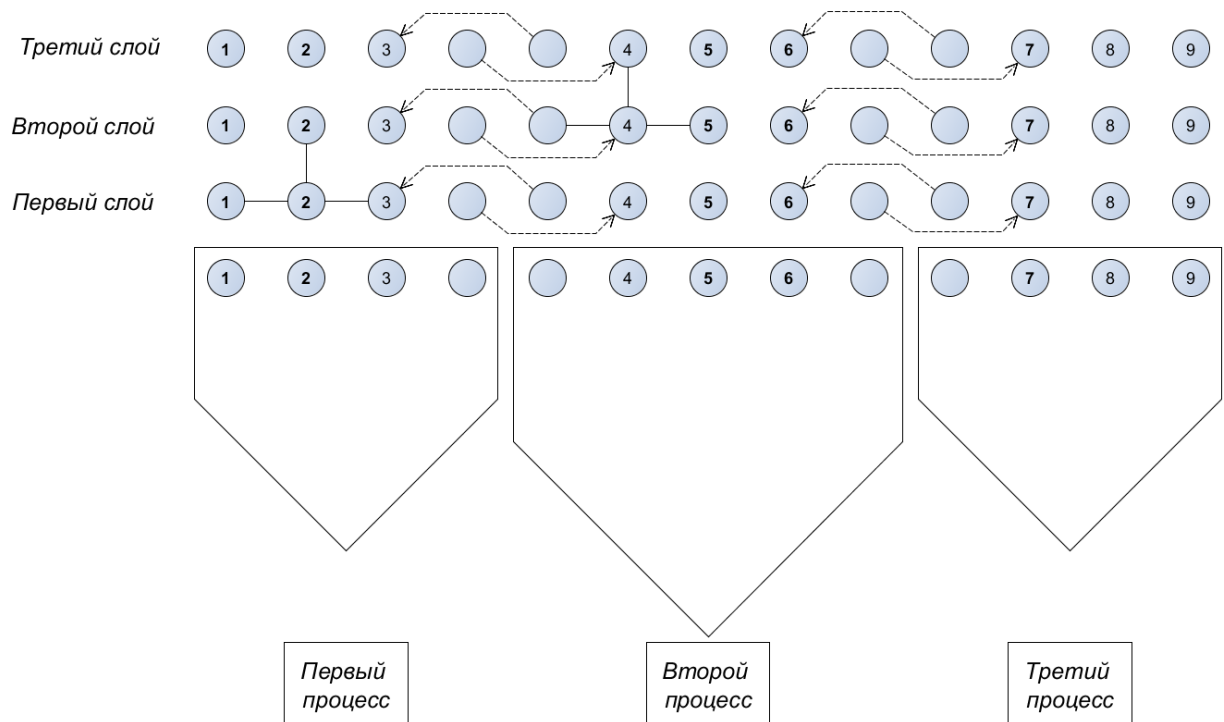 Третий слой 1 2 3 4 5 6 7 8 9
Второй слой 1 2 3 4 5 6 7 8 9
Первый слой 1 2 3 4 5 6 7 8 9
1 2 3 4 5 6 7 8 9
Первый
процесс
Второй
процесс
Третий
процесс